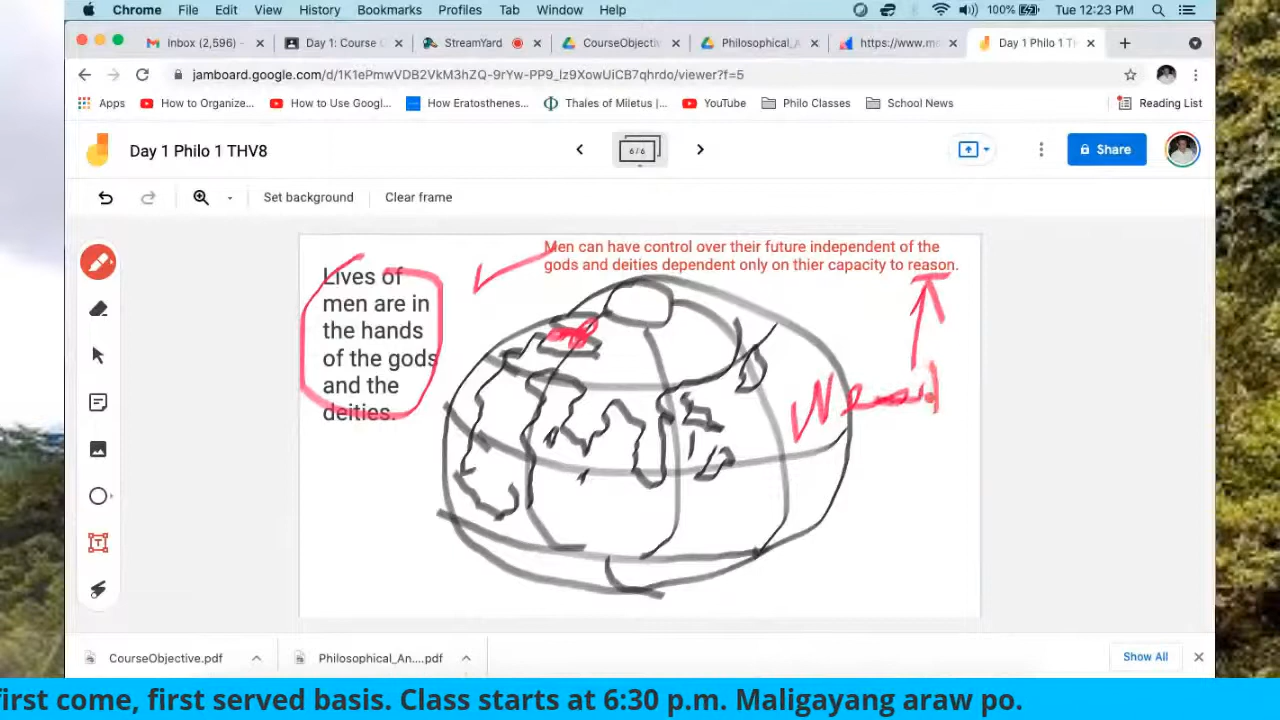 Chrome File Edit View History Bookmarks Profiles Tab Window Help 100% Tue 12:23 PM
Inbox (2,596) - Day 1: Course StreamYard CourseObjectiv Philosophical_A https://www.m Day 1 Philo 1 TH
jamboard.google.com/d/1K1ePmwVDB2VkM3hZQ-9rYw-PP9_lz9XowUiCB7qhrdo/viewer?f=5
Apps How to Organize... How to Use Googl... How Eratosthenes... Thales of Miletus |... YouTube Philo Classes School News Reading List
Day 1 Philo 1 THV8 6/6 Share
Set background Clear frame
Men can have control over their future independent of the
gods and deities dependent only on thier capacity to reason.
Lives of
men are in
the hands
of the gods
and the
deities.
CourseObjective.pdf Philosophical_An....pdf Show All
first come, first served basis. Class starts at 6:30 p.m. Maligayang araw po.